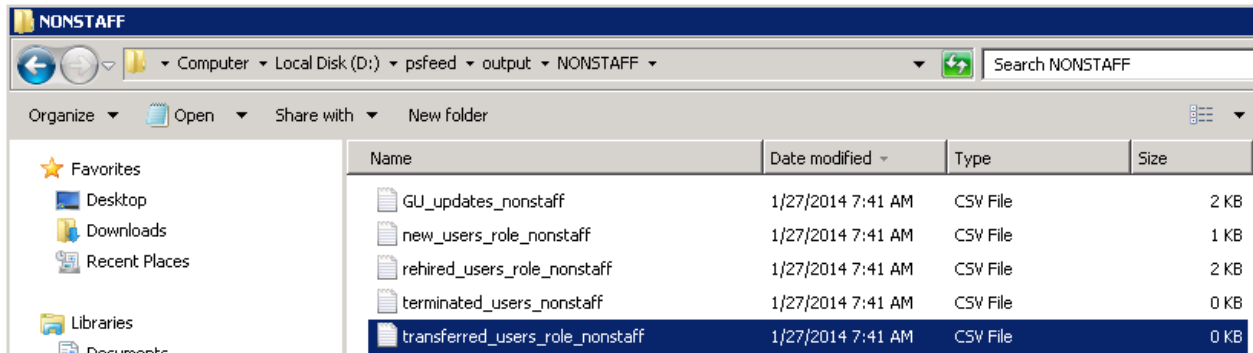 NONSTAFF
Computer Local Disk (D:) psfeed output NONSTAFF Search NONSTAFF
Organize Open Share with New folder
Favorites
Desktop
Downloads
Recent Places
Libraries
Documents
Name Date modified Type Size
GU_updates_nonstaff 1/27/2014 7:41 AM CSV File 2 KB
new_users_role_nonstaff 1/27/2014 7:41 AM CSV File 1 KB
rehired_users_role_nonstaff 1/27/2014 7:41 AM CSV File 2 KB
terminated_users_nonstaff 1/27/2014 7:41 AM CSV File 0 KB
transferred_users_role_nonstaff 1/27/2014 7:41 AM CSV File 0 KB